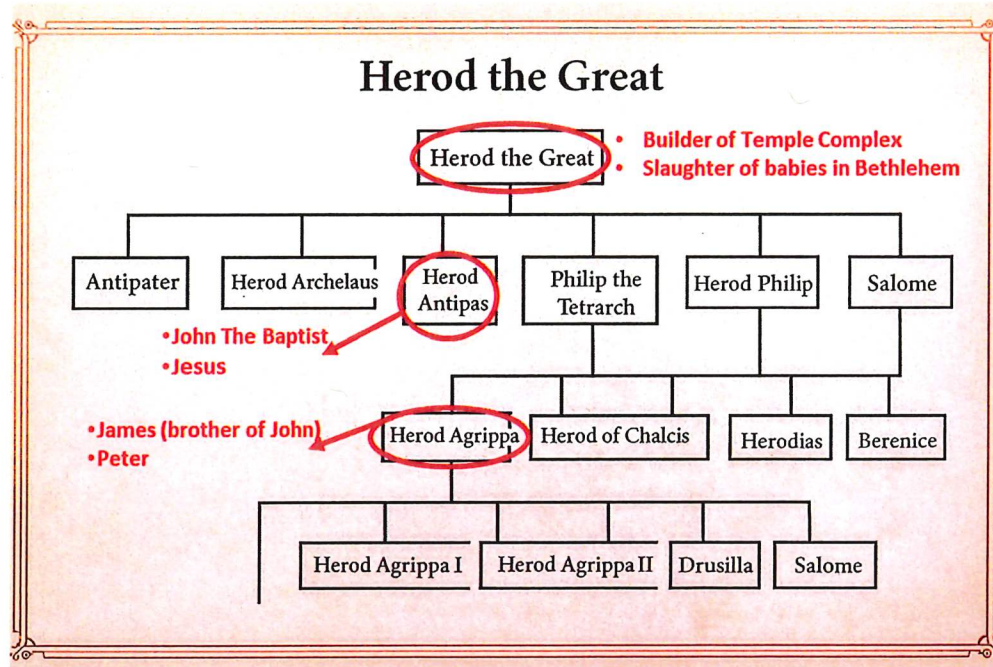 Herod the Great
Herod the Great
• Builder of Temple Complex
• Slaughter of babies in Bethlehem
Antipater
Herod Archelaus
Herod
Antipas
Philip the
Tetrarch
Herod Philip
Salome
•John The Baptist
•Jesus
•James (brother of John)
•Peter
Herod Agrippa
Herod of Chalcis
Herodias
Berenice
Herod Agrippa I
Herod Agrippa II
Drusilla
Salome